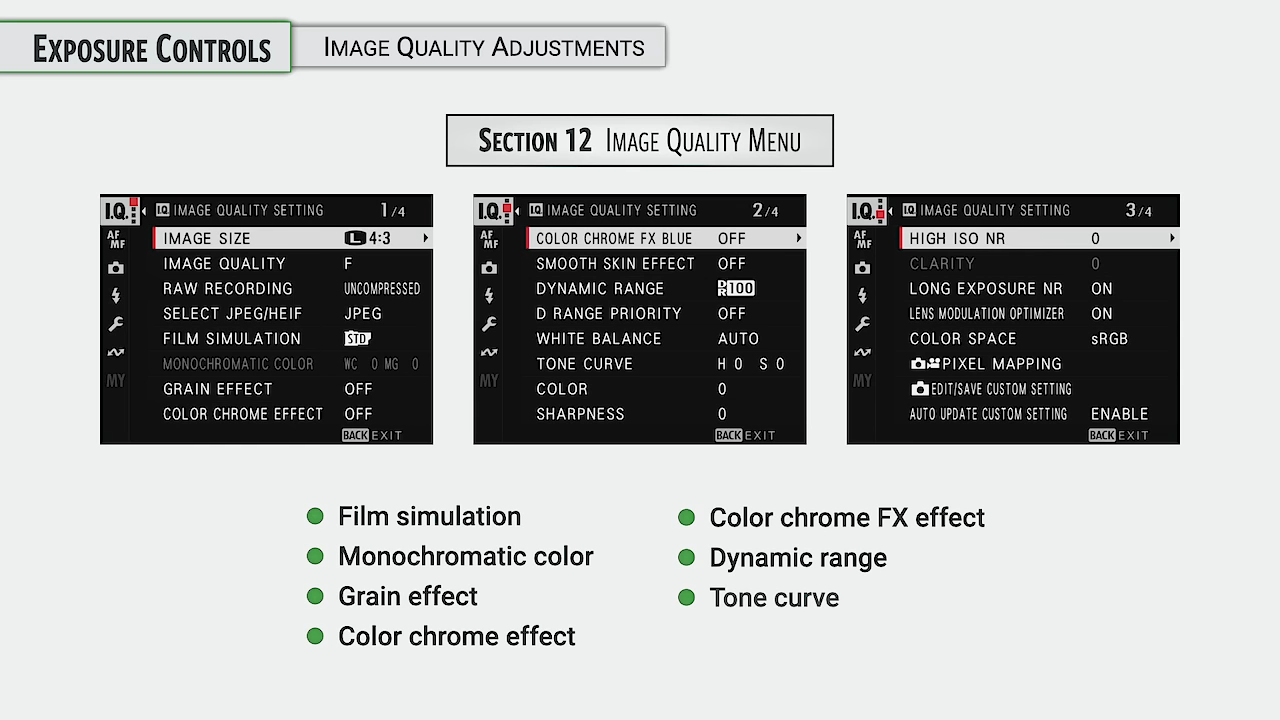 EXPOSURE CONTROLS
IMAGE QUALITY ADJUSTMENTS
SECTION 12 IMAGE QUALITY MENU
I.Q. IQ IMAGE QUALITY SETTING 1/4
AF MF
MY
IMAGE SIZE L 4:3
IMAGE QUALITY F
RAW RECORDING UNCOMPRESSED
SELECT JPEG/HEIF JPEG
FILM SIMULATION STD
MONOCHROMATIC COLOR WC 0 MG 0
GRAIN EFFECT OFF
COLOR CHROME EFFECT OFF
BACK EXIT
I.Q. IQ IMAGE QUALITY SETTING 2/4
AF MF
MY
COLOR CHROME FX BLUE OFF
SMOOTH SKIN EFFECT OFF
DYNAMIC RANGE DR100
D RANGE PRIORITY OFF
WHITE BALANCE AUTO
TONE CURVE H 0 S 0
COLOR 0
SHARPNESS 0
BACK EXIT
I.Q. IQ IMAGE QUALITY SETTING 3/4
AF MF
MY
HIGH ISO NR 0
CLARITY 0
LONG EXPOSURE NR ON
LENS MODULATION OPTIMIZER ON
COLOR SPACE sRGB
PIXEL MAPPING
EDIT/SAVE CUSTOM SETTING
AUTO UPDATE CUSTOM SETTING ENABLE
BACK EXIT
Film simulation
Monochromatic color
Grain effect
Color chrome effect
Color chrome FX effect
Dynamic range
Tone curve